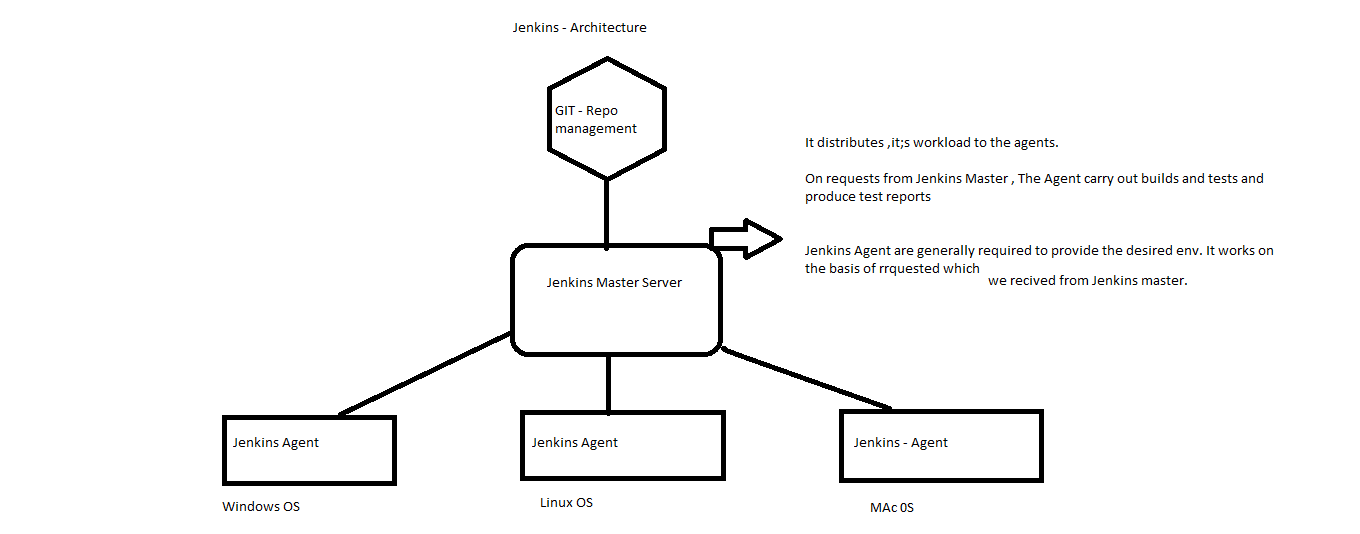 Jenkins - Architecture
GIT - Repo
management
It distributes ,it;s workload to the agents.
On requests from Jenkins Master , The Agent carry out builds and tests and
produce test reports
Jenkins Agent are generally required to provide the desired env. It works on
the basis of rrquested which
we recived from Jenkins master.
Jenkins Master Server
Jenkins Agent
Jenkins Agent
Jenkins - Agent
Windows OS
Linux OS
MAc 0S